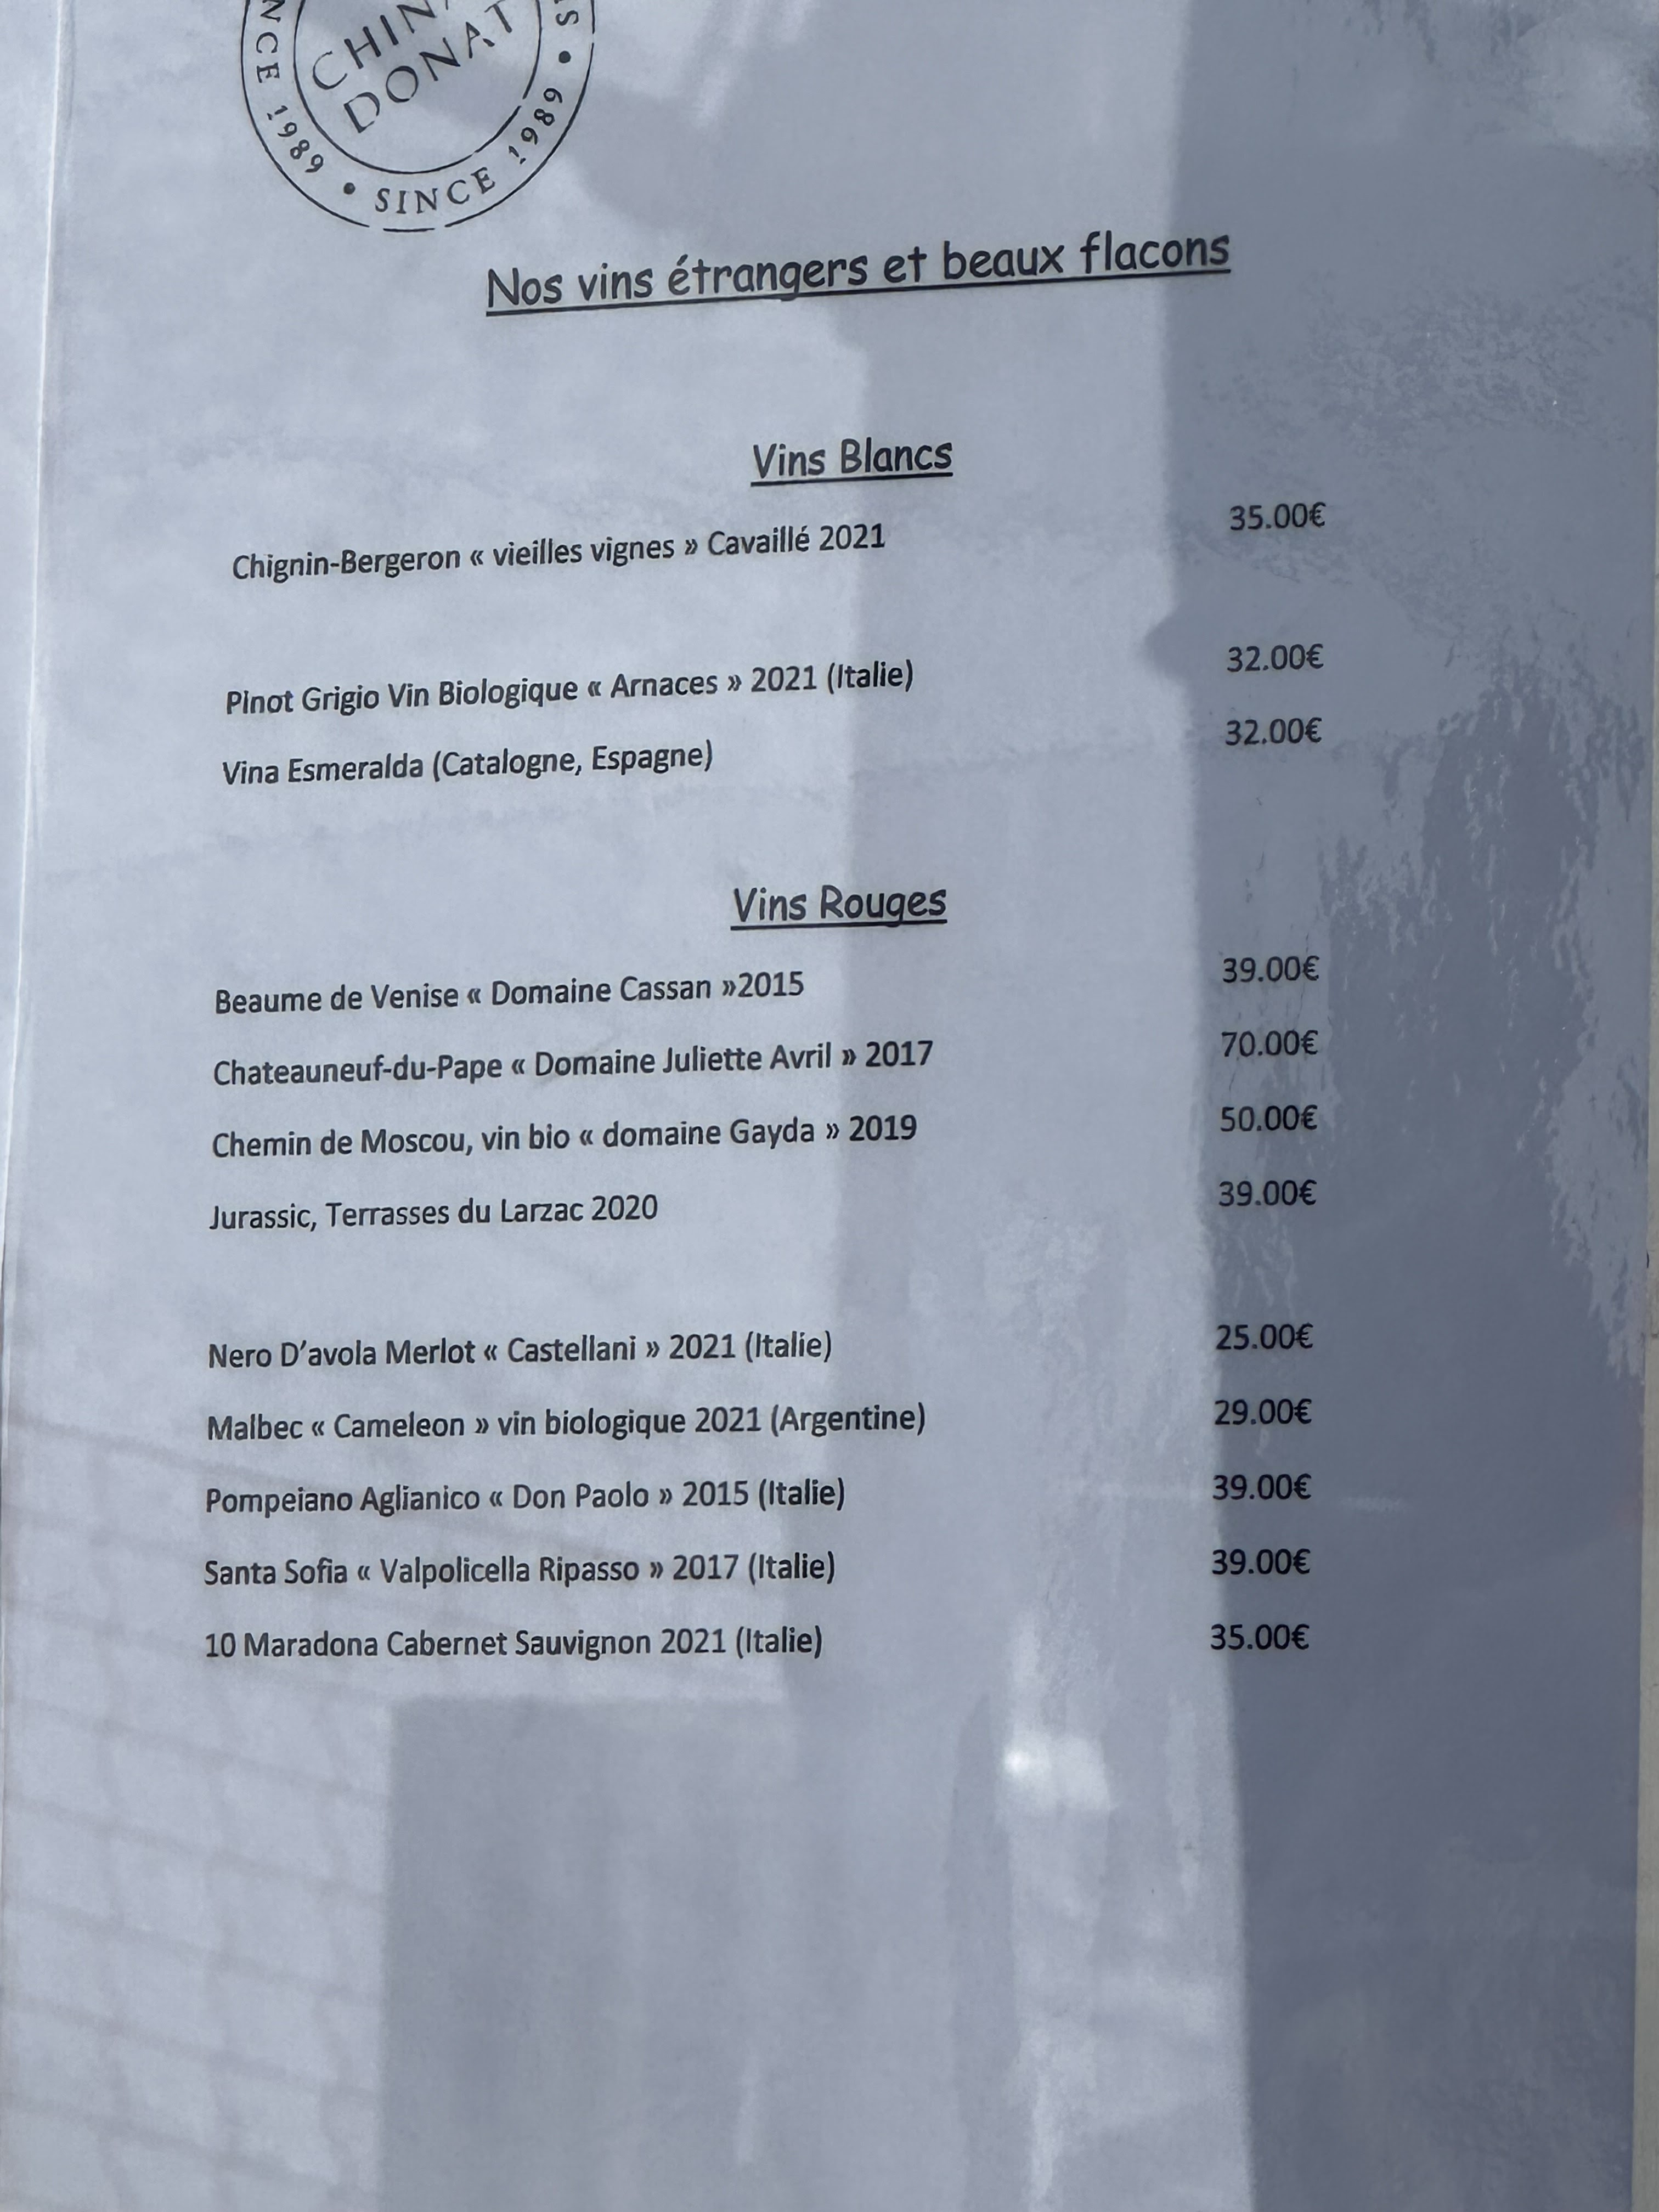 CHIN
DONAT
NCE 1989 • SINCE 1989 • S
Nos vins étrangers et beaux flacons
Vins Blancs
Chignin-Bergeron « vieilles vignes » Cavaillé 2021 35.00€
Pinot Grigio Vin Biologique « Arnaces » 2021 (Italie) 32.00€
Vina Esmeralda (Catalogne, Espagne) 32.00€
Vins Rouges
Beaume de Venise « Domaine Cassan »2015 39.00€
Chateauneuf-du-Pape « Domaine Juliette Avril » 2017 70.00€
Chemin de Moscou, vin bio « domaine Gayda » 2019 50.00€
Jurassic, Terrasses du Larzac 2020 39.00€
Nero D’avola Merlot « Castellani » 2021 (Italie) 25.00€
Malbec « Cameleon » vin biologique 2021 (Argentine) 29.00€
Pompeiano Aglianico « Don Paolo » 2015 (Italie) 39.00€
Santa Sofia « Valpolicella Ripasso » 2017 (Italie) 39.00€
10 Maradona Cabernet Sauvignon 2021 (Italie) 35.00€